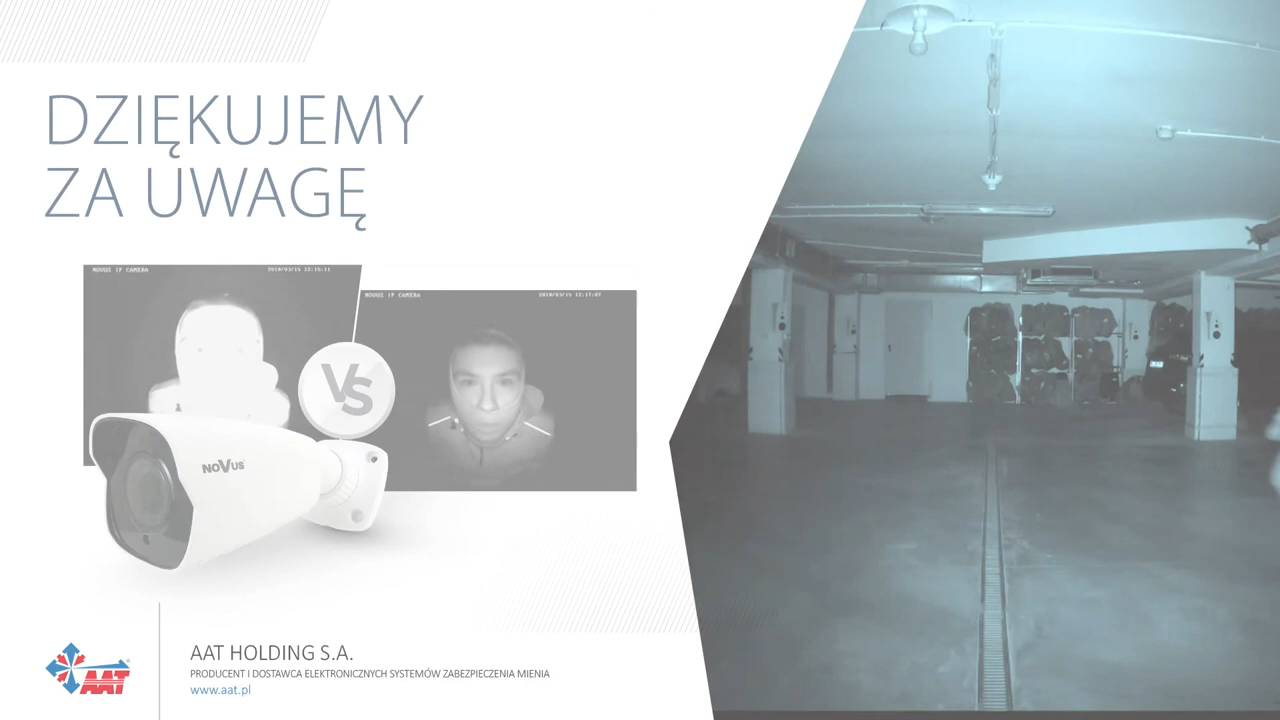 DZIĘKUJEMY
ZA UWAGĘ
NOVUS IP CAMERA 2018/03/15 12:15:11
NOVUS IP CAMERA 2018/03/15 12:17:07
VS
NOVUS
AAT
AAT HOLDING S.A.
PRODUCENT I DOSTAWCA ELEKTRONICZNYCH SYSTEMÓW ZABEZPIECZENIA MIENIA
www.aat.pl